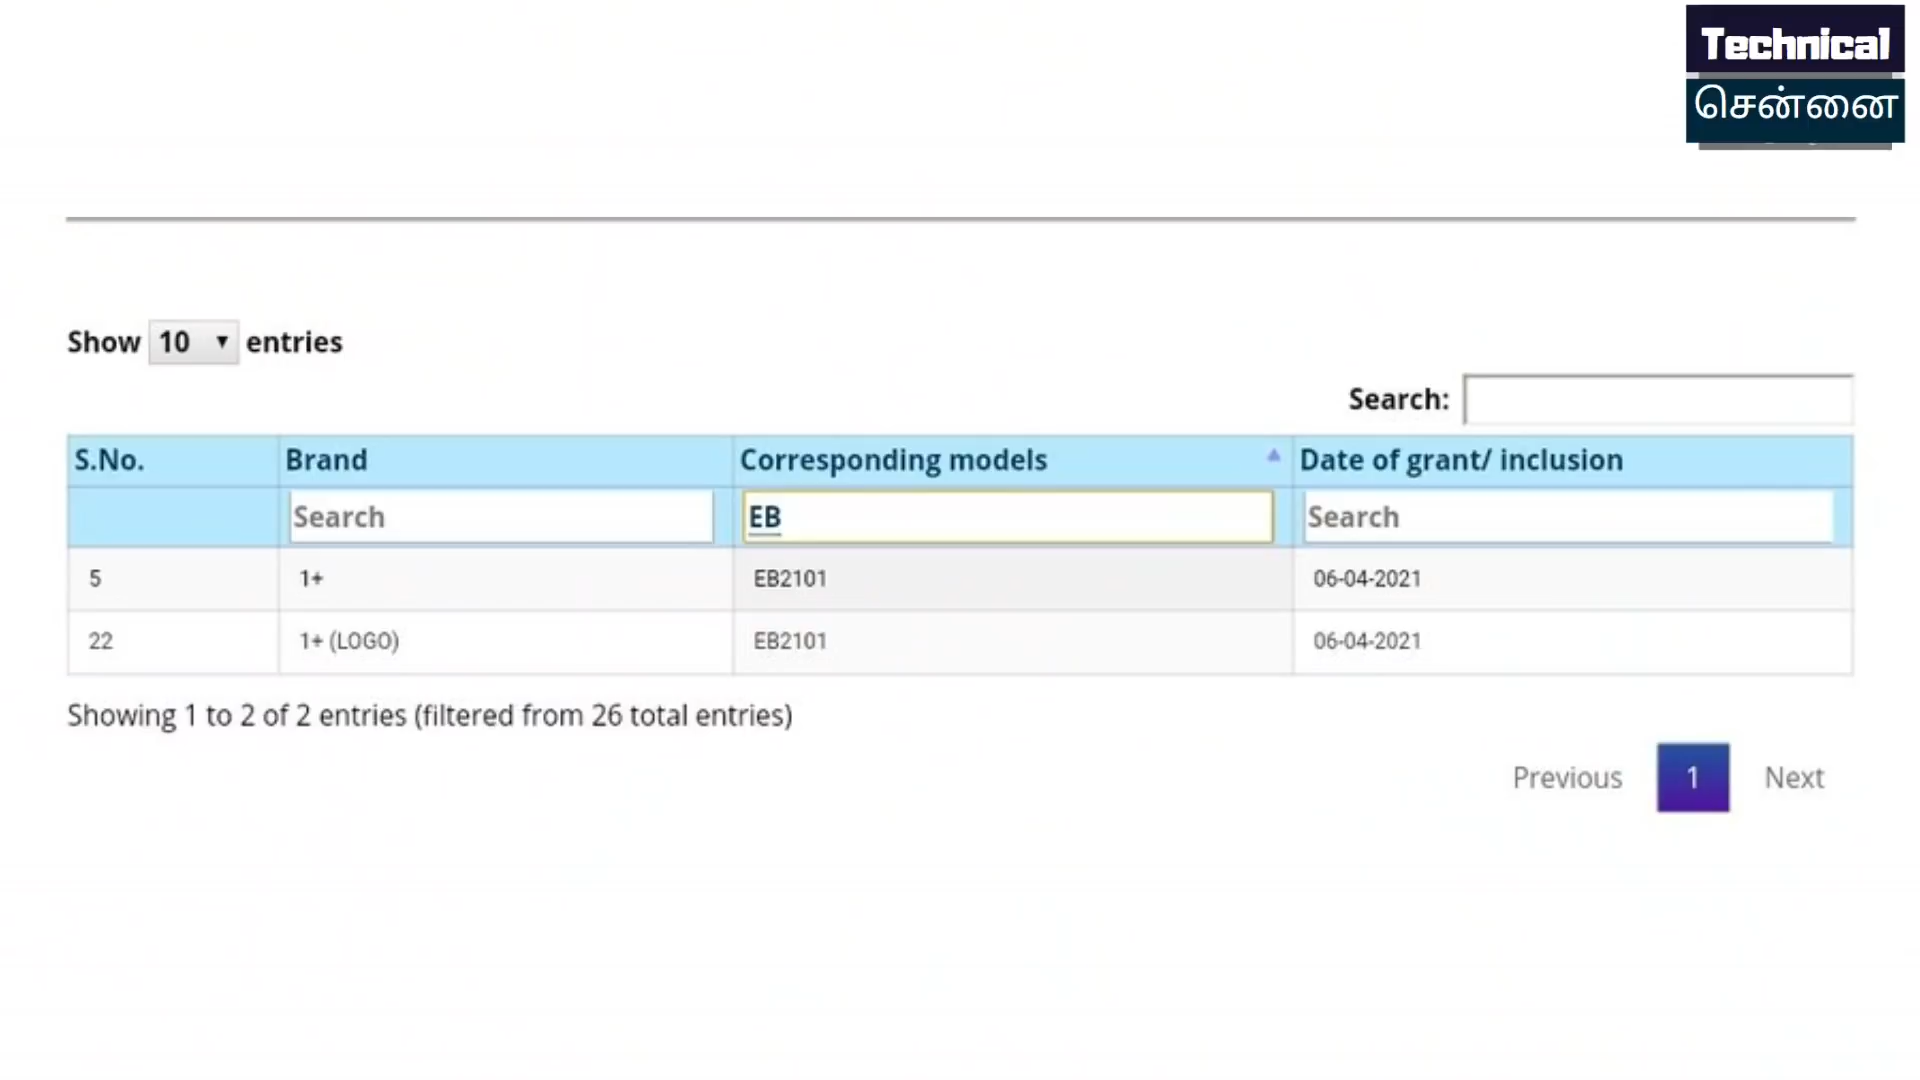 Technical
சென்னை
Show 10 entries
Search:
S.No. Brand Corresponding models Date of grant/ inclusion
Search EB Search
5 1+ EB2101 06-04-2021
22 1+ (LOGO) EB2101 06-04-2021
Showing 1 to 2 of 2 entries (filtered from 26 total entries)
Previous 1 Next